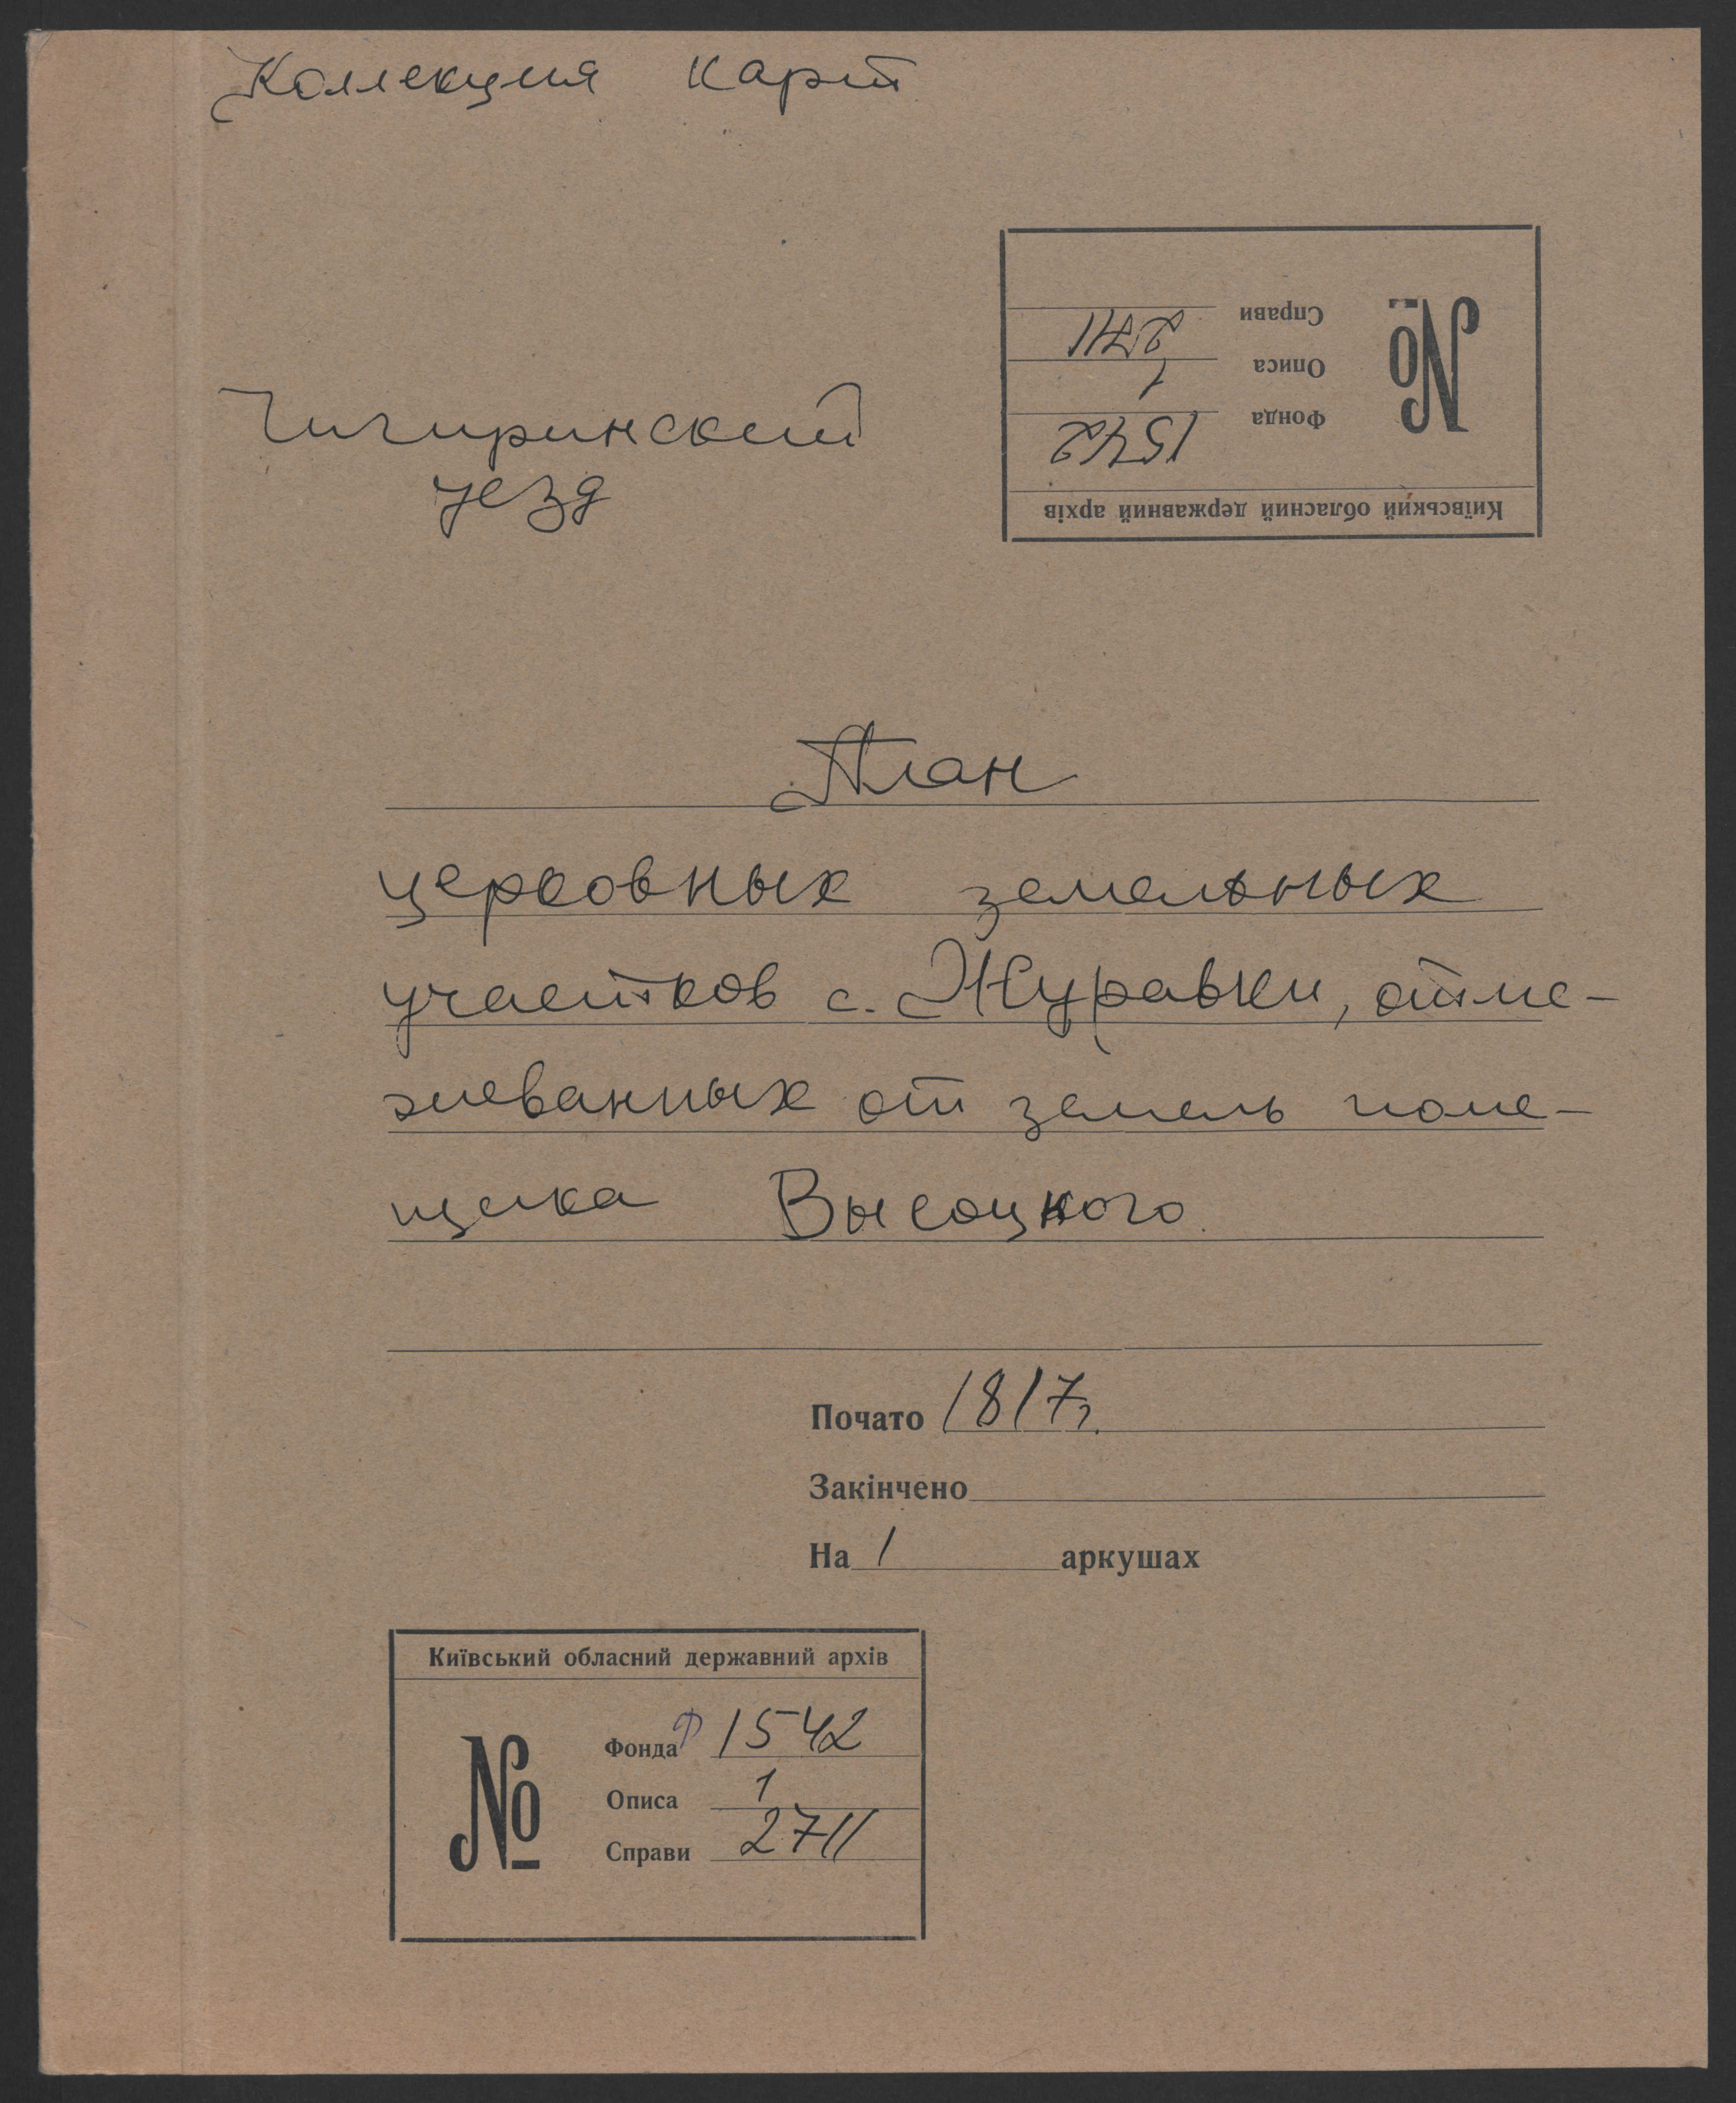 Коллекция карт
Справи 2711
Описа 1
Фонда 1542
№
Київський обласний державний архів
Чигиринский
уезд
План
церковных земельных
участков с. Журавки, отме-
жеванных от земель поме-
щика Высоцкого
Почато 1817г.
Закінчено
На 1 аркушах
Київський обласний державний архів
№
Фонда Р 1542
Описа 1
Справи 2711